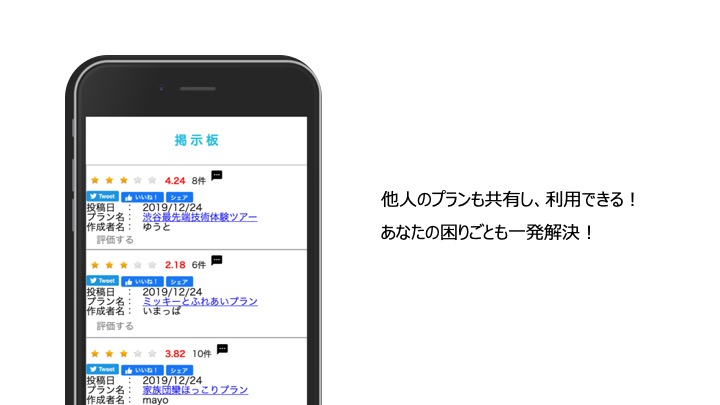 掲示板
4.24 8件
Tweet いいね！ シェア
投稿日 ： 2019/12/24
プラン名： 渋谷最先端技術体験ツアー
作成者名： ゆうと
評価する
2.18 6件
Tweet いいね！ シェア
投稿日 ： 2019/12/24
プラン名： ミッキーとふれあいプラン
作成者名： いまっぱ
評価する
3.82 10件
Tweet いいね！ シェア
投稿日 ： 2019/12/24
プラン名： 家族団欒ほっこりプラン
作成者名： mayo
他人のプランも共有し、利用できる！
あなたの困りごとも一発解決！